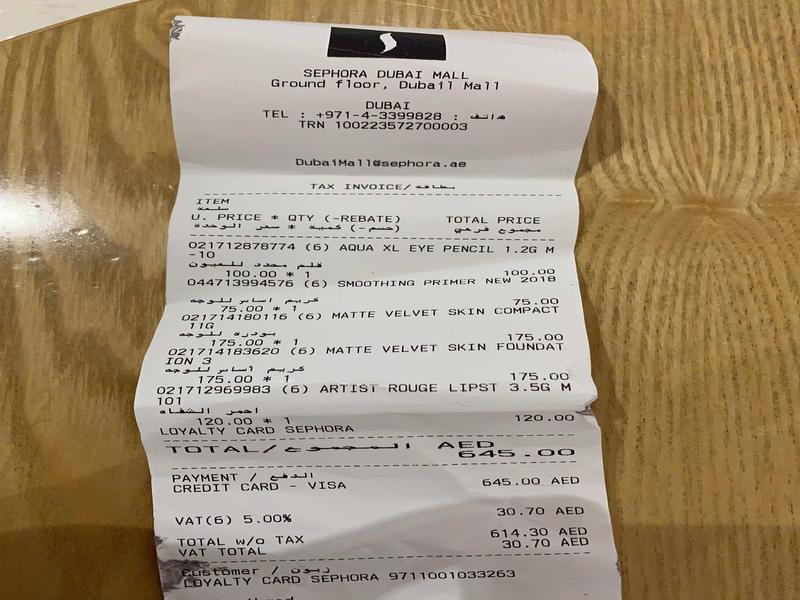 SEPHORA DUBAI MALL
Ground floor, Dubail Mall
DUBAI
TEL : +971-4-3399828 : هاتف
TRN 100223572700003
DubaiMall@sephora.ae
TAX INVOICE/ بطاقه
ITEM
سلعة
U. PRICE * QTY (-REBATE) TOTAL PRICE
(حسم-) كمية * سعر الوحدة مجموع فرعي
021712878774 (6) AQUA XL EYE PENCIL 1.2G M
-10
قلم محدد للعيون
100.00 * 1 100.00
044713994576 (6) SMOOTHING PRIMER NEW 2018
كريم اساس للوجه
75.00 * 1 75.00
021714180116 (6) MATTE VELVET SKIN COMPACT
11G
بودرة للوجه
175.00 * 1 175.00
021714183620 (6) MATTE VELVET SKIN FOUNDAT
ION 3
كريم أساس للوجه
175.00 * 1 175.00
021712969983 (6) ARTIST ROUGE LIPST 3.5G M
101
احمر الشفاه
120.00 * 1 120.00
LOYALTY CARD SEPHORA
TOTAL/المجموع AED
645.00
PAYMENT / الدفع
CREDIT CARD - VISA 645.00 AED
VAT(6) 5.00% 30.70 AED
TOTAL w/o TAX 614.30 AED
VAT TOTAL 30.70 AED
Customer / زبون
LOYALTY CARD SEPHORA 9711001033263